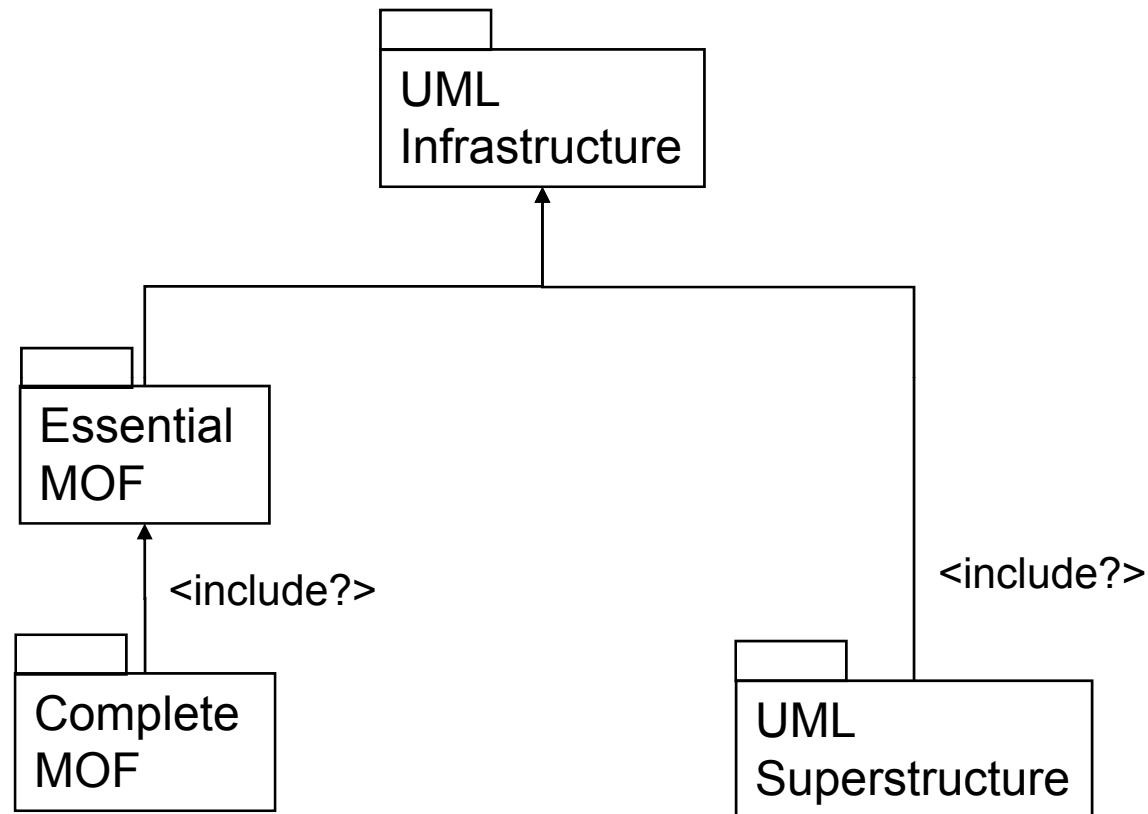 UML
Infrastructure
Essential
MOF
<include?>
<include?>
Complete
MOF
UML
Superstructure